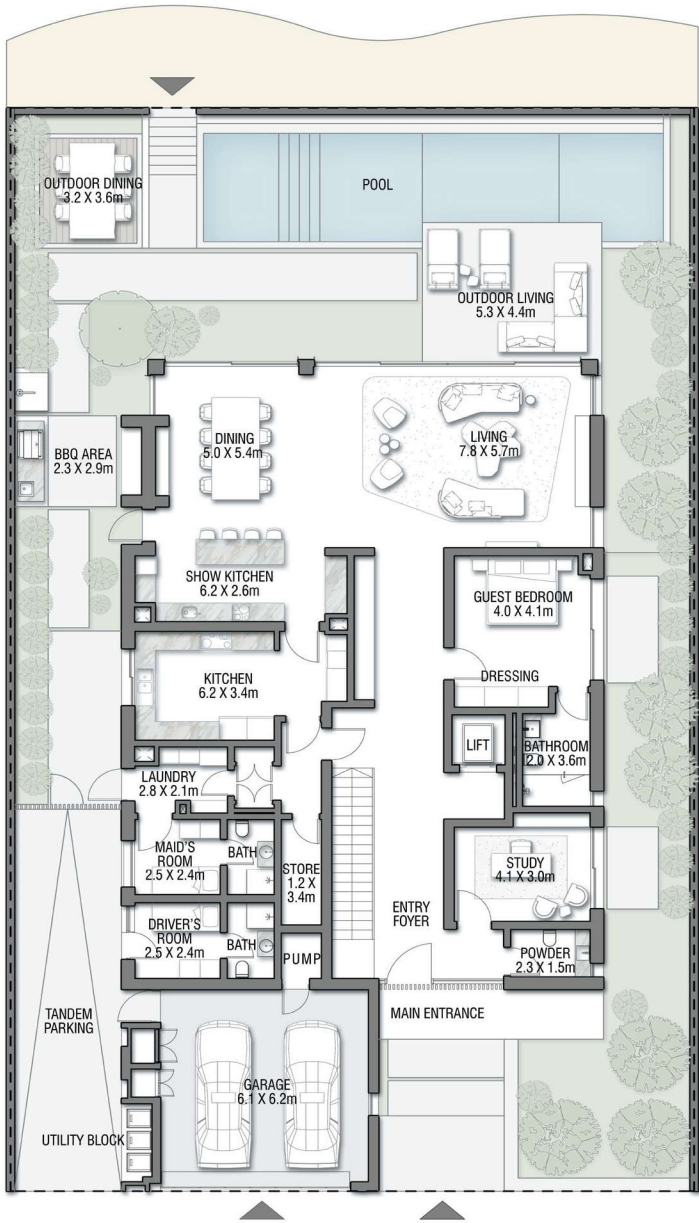 POOL
OUTDOOR DINING
3.2 X 3.6m
OUTDOOR LIVING
5.3 X 4.4m
BBQ AREA
2.3 X 2.9m
DINING
5.0 X 5.4m
LIVING
7.8 X 5.7m
SHOW KITCHEN
6.2 X 2.6m
GUEST BEDROOM
4.0 X 4.1m
KITCHEN
6.2 X 3.4m
DRESSING
LIFT
BATHROOM
2.0 X 3.6m
LAUNDRY
2.8 X 2.1m
MAID'S
ROOM
2.5 X 2.4m
BATH
STORE
1.2 X
3.4m
STUDY
4.1 X 3.0m
ENTRY
FOYER
DRIVER'S
ROOM
2.5 X 2.4m
BATH
PUMP
POWDER
2.3 X 1.5m
TANDEM
PARKING
MAIN ENTRANCE
GARAGE
6.1 X 6.2m
UTILITY BLOCK